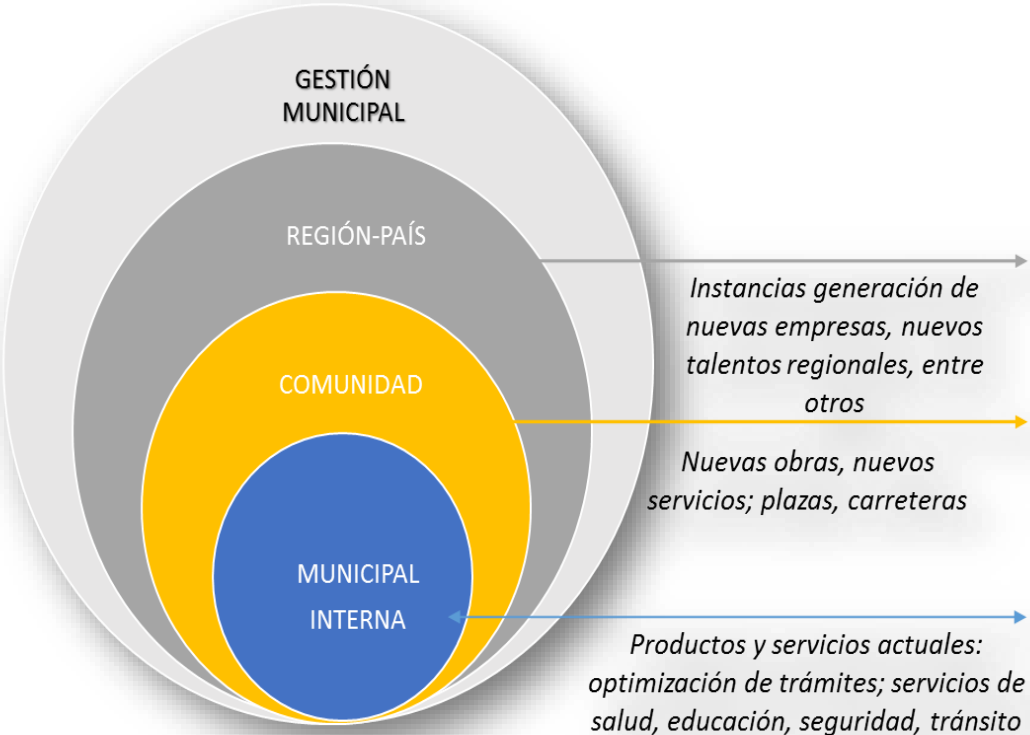 GESTIÓN
MUNICIPAL
REGIÓN-PAÍS
Instancias generación de
nuevas empresas, nuevos
talentos regionales, entre
otros
COMUNIDAD
Nuevas obras, nuevos
servicios; plazas, carreteras
MUNICIPAL
INTERNA
Productos y servicios actuales:
optimización de trámites; servicios de
salud, educación, seguridad, tránsito